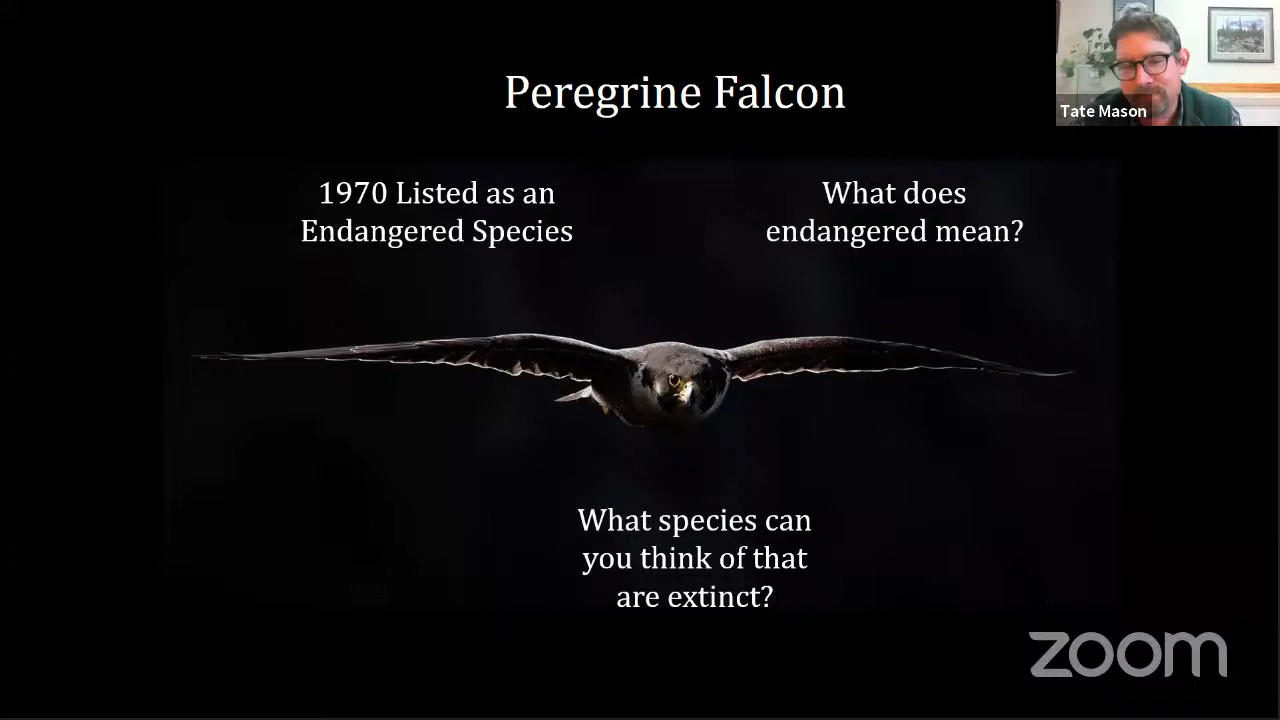 Peregrine Falcon
Tate Mason
1970 Listed as an
Endangered Species
What does
endangered mean?
What species can
you think of that
are extinct?
zoom